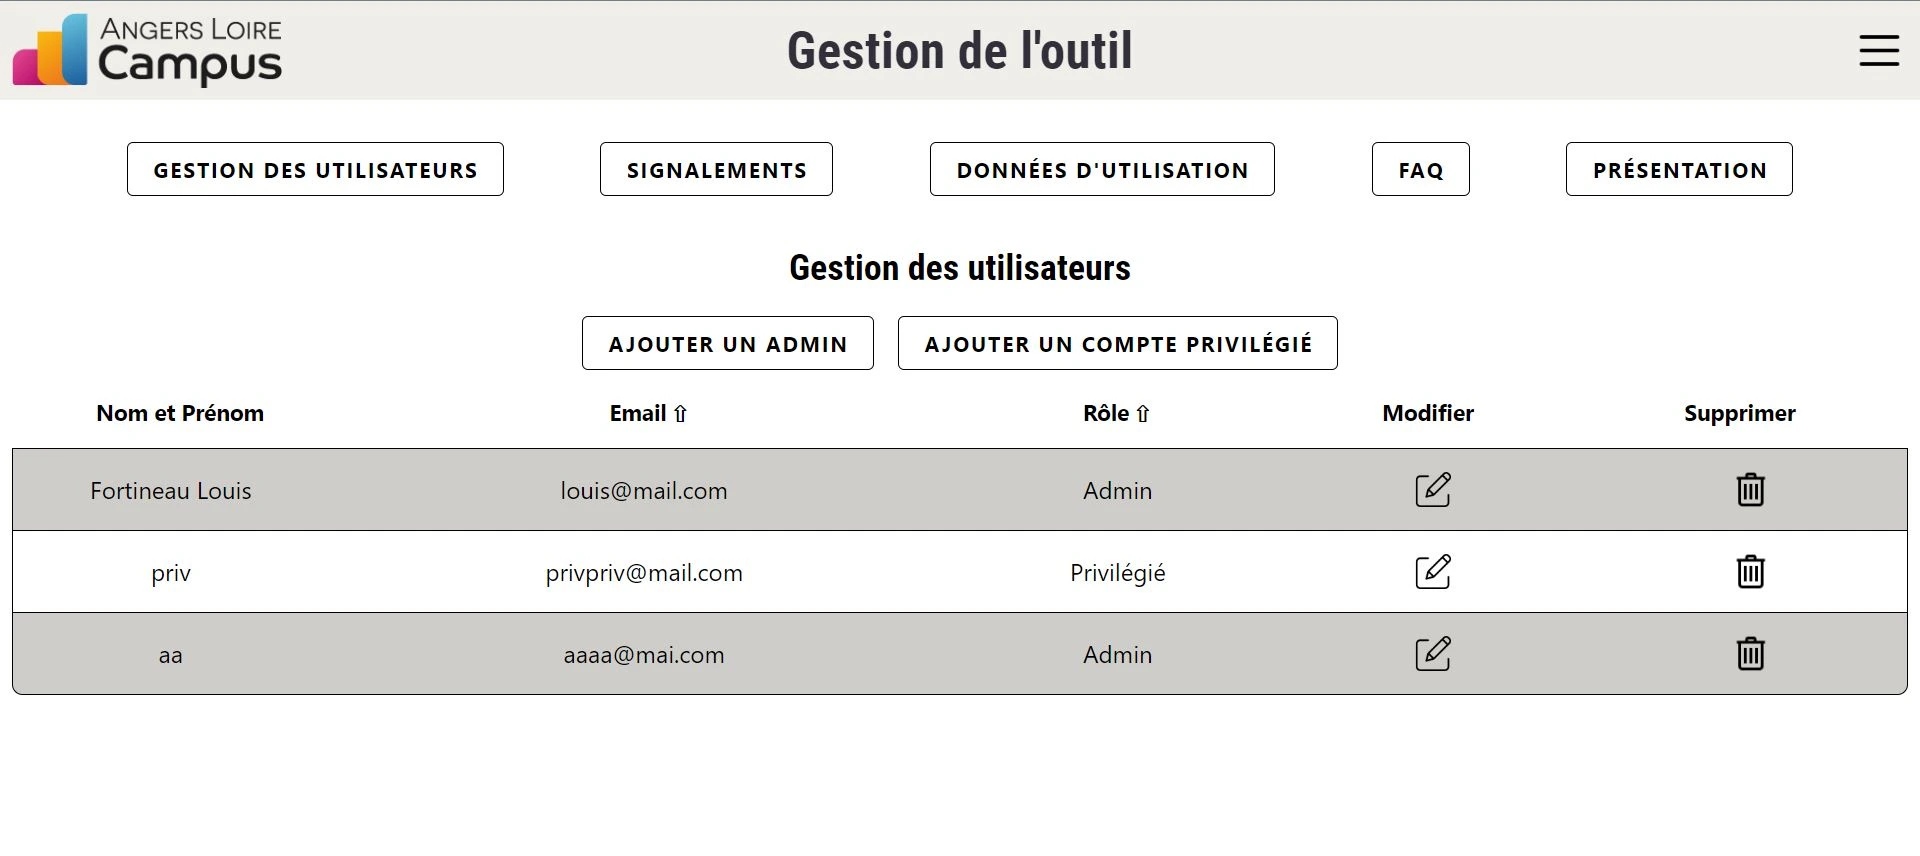 ANGERS LOIRE
Campus
Gestion de l'outil
GESTION DES UTILISATEURS SIGNALEMENTS DONNÉES D'UTILISATION FAQ PRÉSENTATION
Gestion des utilisateurs
AJOUTER UN ADMIN AJOUTER UN COMPTE PRIVILÉGIÉ
Nom et Prénom Email ⇧ Rôle ⇧ Modifier Supprimer
Fortineau Louis louis@mail.com Admin
priv privpriv@mail.com Privilégié
aa aaaa@mai.com Admin